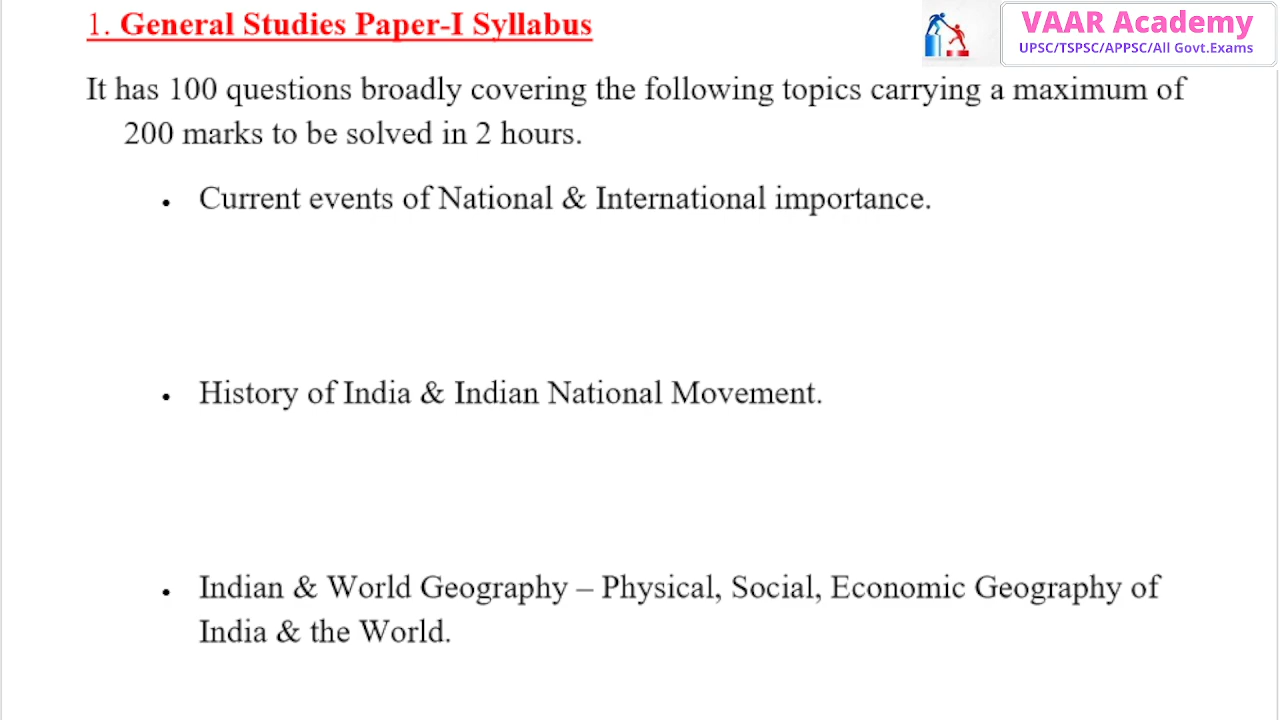 1. General Studies Paper-I Syllabus
VAAR Academy
UPSC/TSPSC/APPSC/All Govt.Exams
It has 100 questions broadly covering the following topics carrying a maximum of
200 marks to be solved in 2 hours.
• Current events of National & International importance.
• History of India & Indian National Movement.
• Indian & World Geography – Physical, Social, Economic Geography of
India & the World.